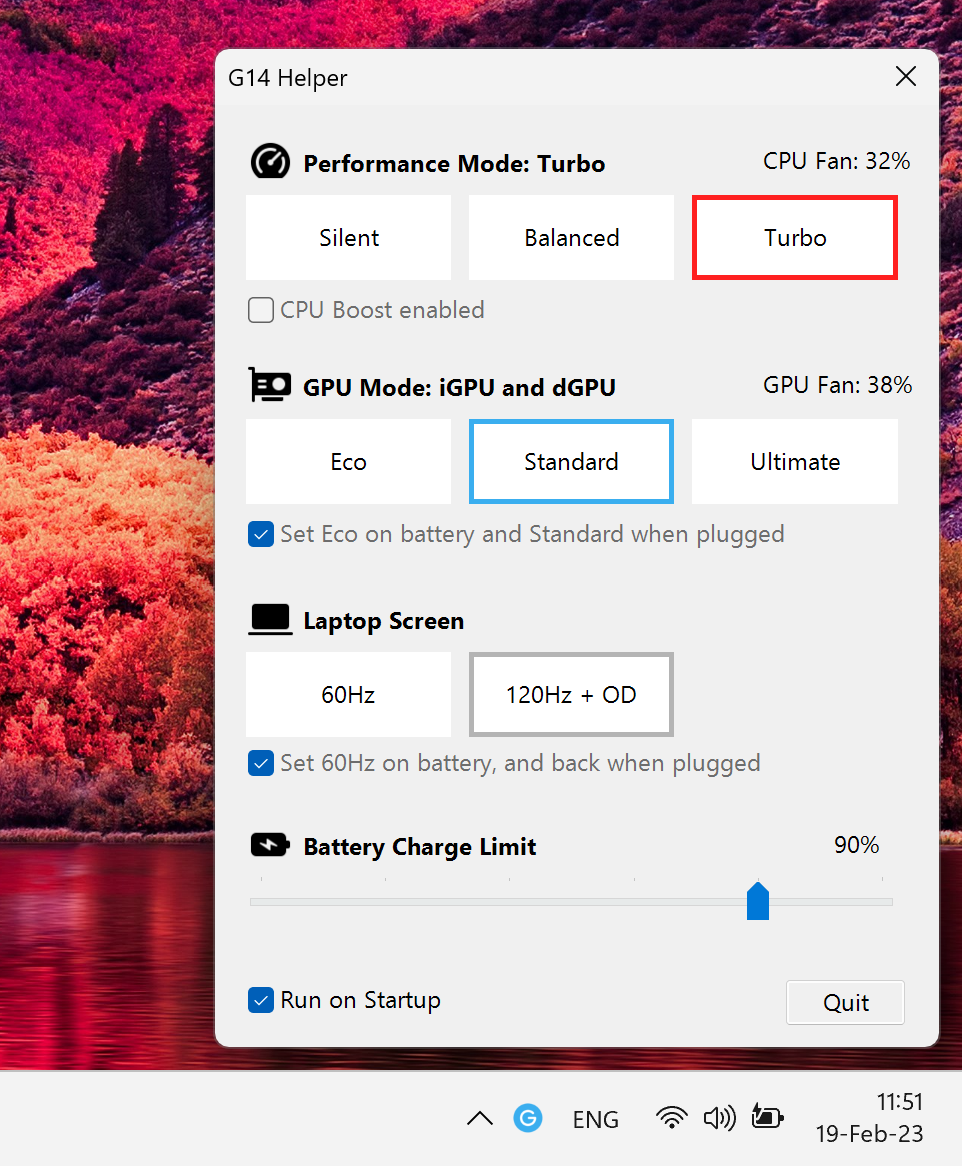 G14 Helper
Performance Mode: Turbo
CPU Fan: 32%
Silent
Balanced
Turbo
CPU Boost enabled
GPU Mode: iGPU and dGPU
GPU Fan: 38%
Eco
Standard
Ultimate
Set Eco on battery and Standard when plugged
Laptop Screen
60Hz
120Hz + OD
Set 60Hz on battery, and back when plugged
Battery Charge Limit
90%
Run on Startup
Quit
G
ENG
11:51
19-Feb-23